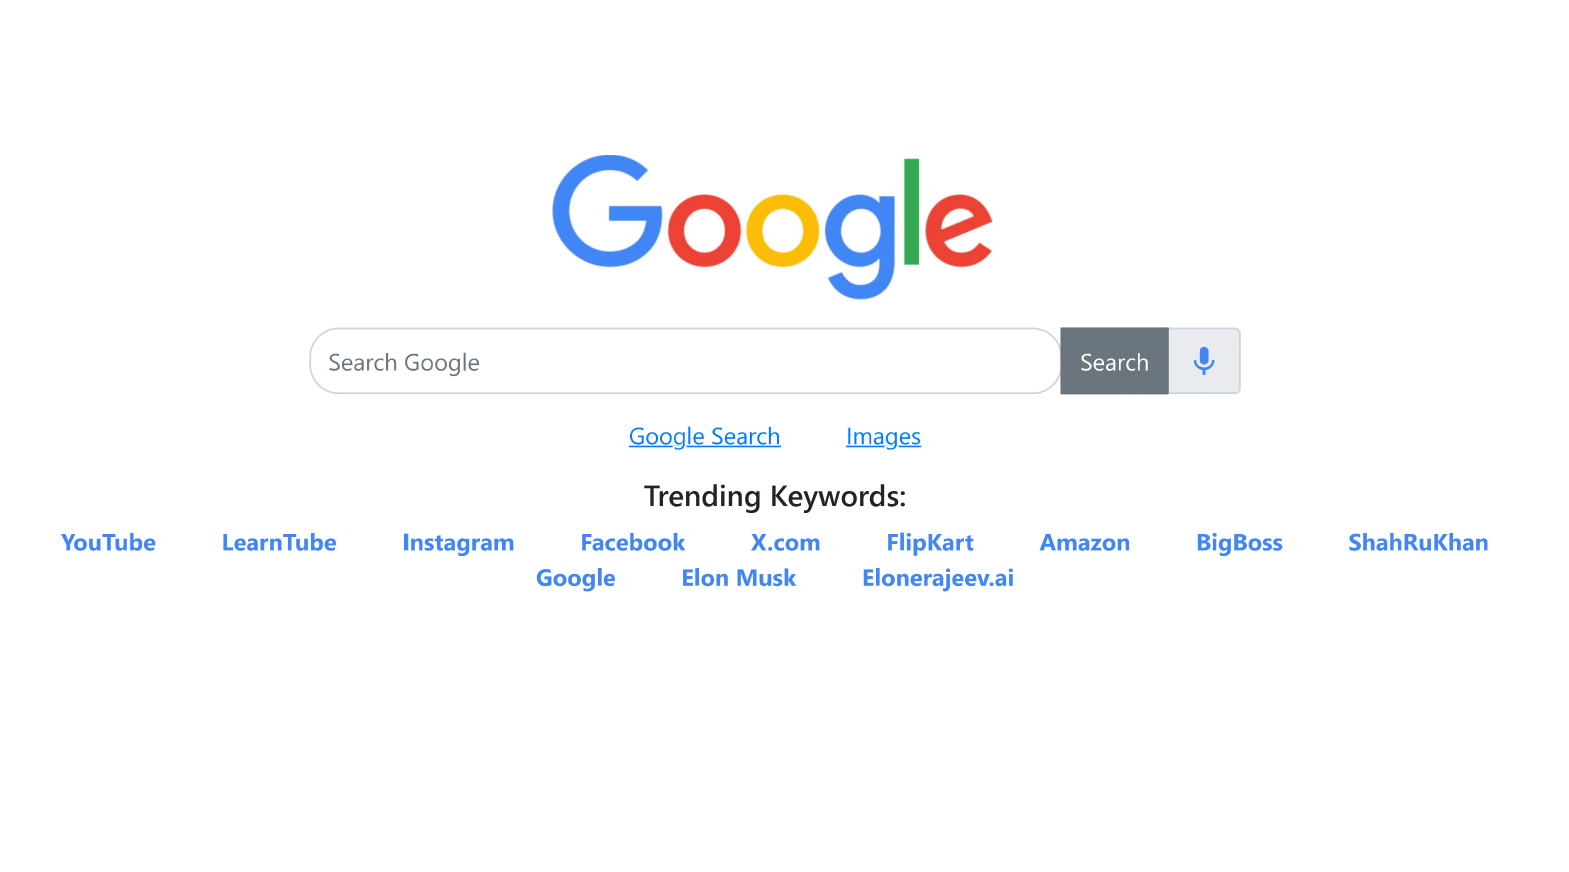 Google
Search Google Search
Google Search Images
Trending Keywords:
YouTube LearnTube Instagram Facebook X.com FlipKart Amazon BigBoss ShahRuKhan
Google Elon Musk Elonerajeev.ai